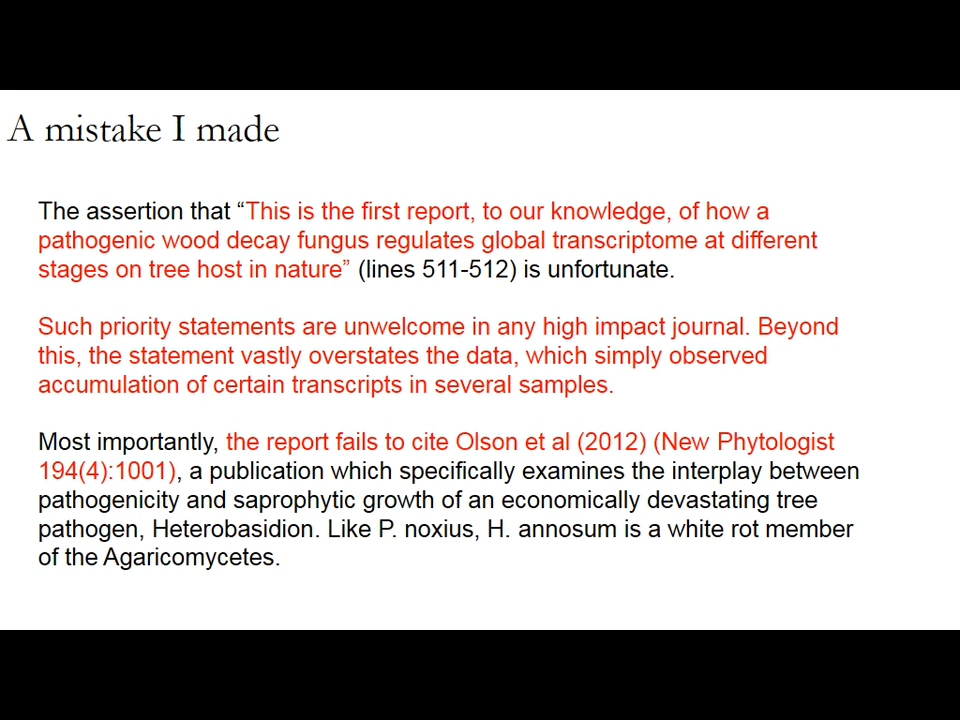 A mistake I made
The assertion that “This is the first report, to our knowledge, of how a
pathogenic wood decay fungus regulates global transcriptome at different
stages on tree host in nature” (lines 511-512) is unfortunate.
Such priority statements are unwelcome in any high impact journal. Beyond
this, the statement vastly overstates the data, which simply observed
accumulation of certain transcripts in several samples.
Most importantly, the report fails to cite Olson et al (2012) (New Phytologist
194(4):1001), a publication which specifically examines the interplay between
pathogenicity and saprophytic growth of an economically devastating tree
pathogen, Heterobasidion. Like P. noxius, H. annosum is a white rot member
of the Agaricomycetes.